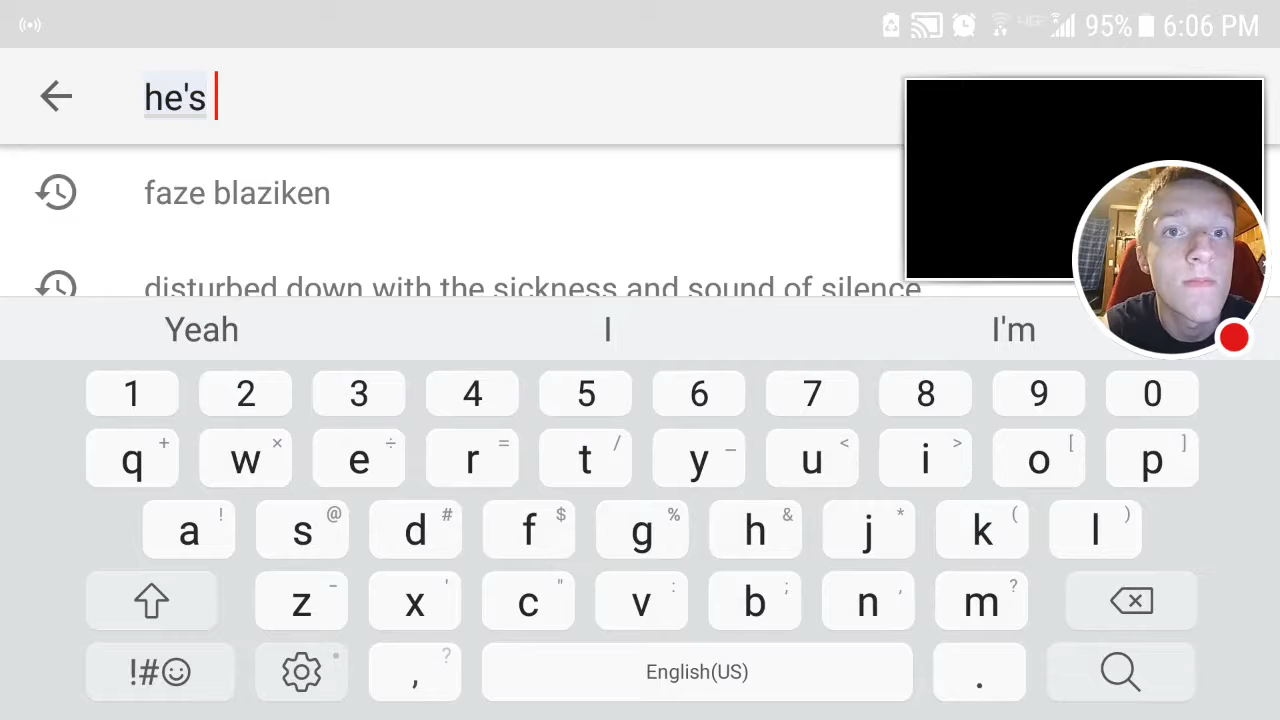 95% 6:06 PM
he's
faze blaziken
disturbed down with the sickness and sound of silence
Yeah I I'm
1 2 3 4 5 6 7 8 9 0
q + w × e ÷ r = t / y _ u < i > o [ p ]
a ! s @ d # f $ g % h & j * k ( l )
z - x ' c " v : b ; n , m ?
!#☺ , ? English(US) .